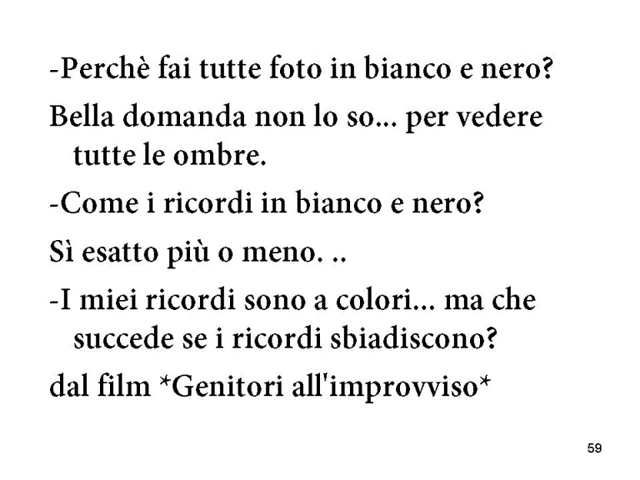 -Perchè fai tutte foto in bianco e nero?
Bella domanda non lo so... per vedere
tutte le ombre.
-Come i ricordi in bianco e nero?
Sì esatto più o meno. ..
-I miei ricordi sono a colori... ma che
succede se i ricordi sbiadiscono?
dal film *Genitori all'improvviso*
59